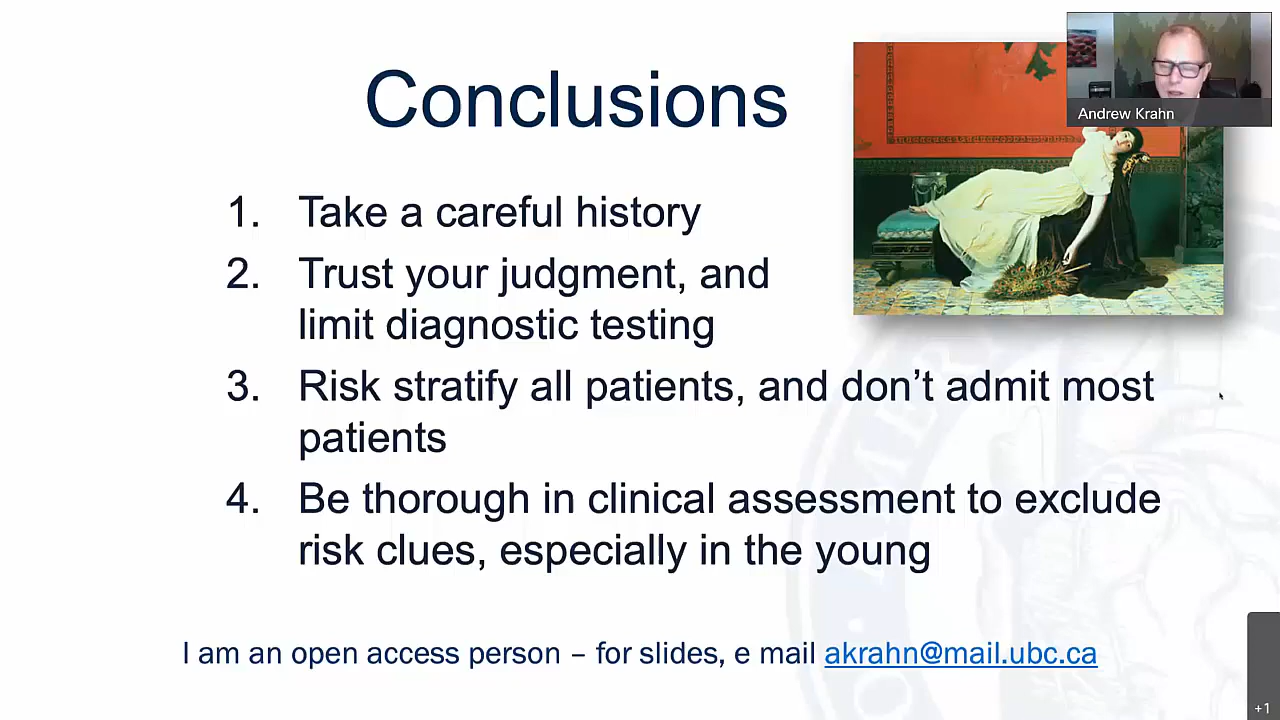 Conclusions
Andrew Krahn
1. Take a careful history
2. Trust your judgment, and
limit diagnostic testing
3. Risk stratify all patients, and don’t admit most
patients
4. Be thorough in clinical assessment to exclude
risk clues, especially in the young
I am an open access person – for slides, e mail akrahn@mail.ubc.ca
+1